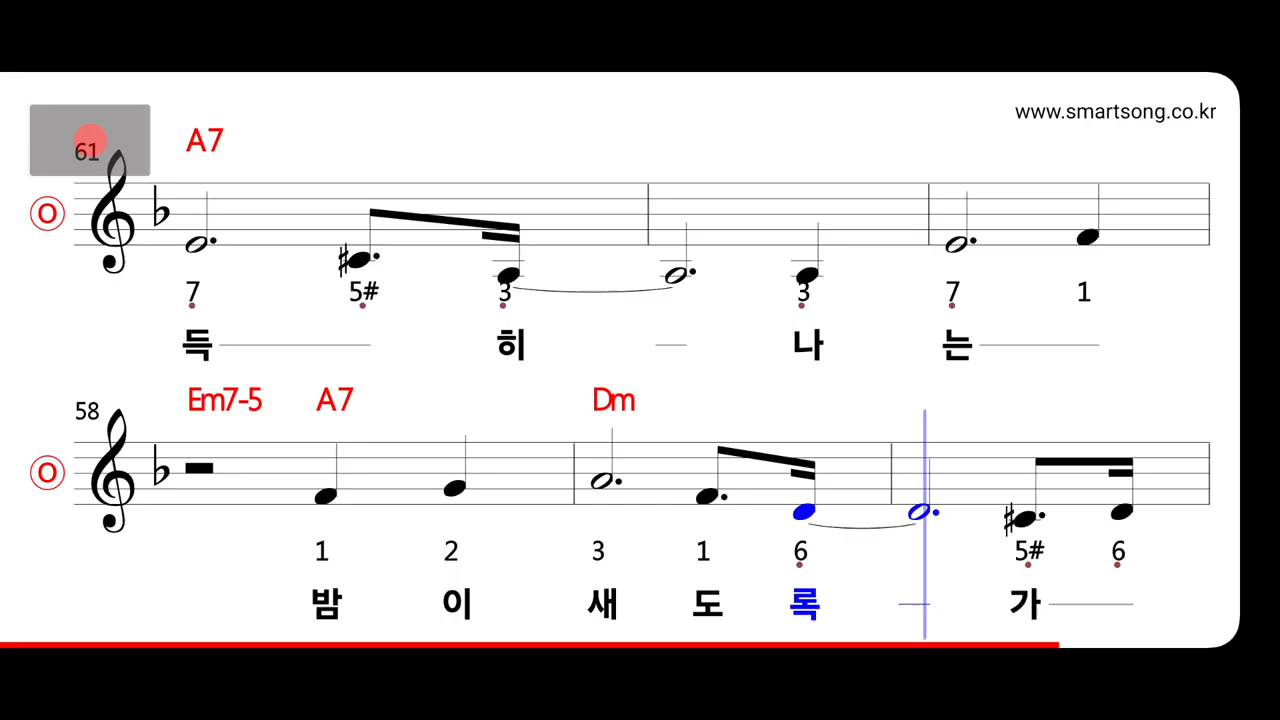 www.smartsong.co.kr
61 A7
O
7 5# 3 3 7 1
득 히 나 는
58 Em7-5 A7 Dm
O
1 2 3 1 6 5# 6
밤 이 새 도 록 가